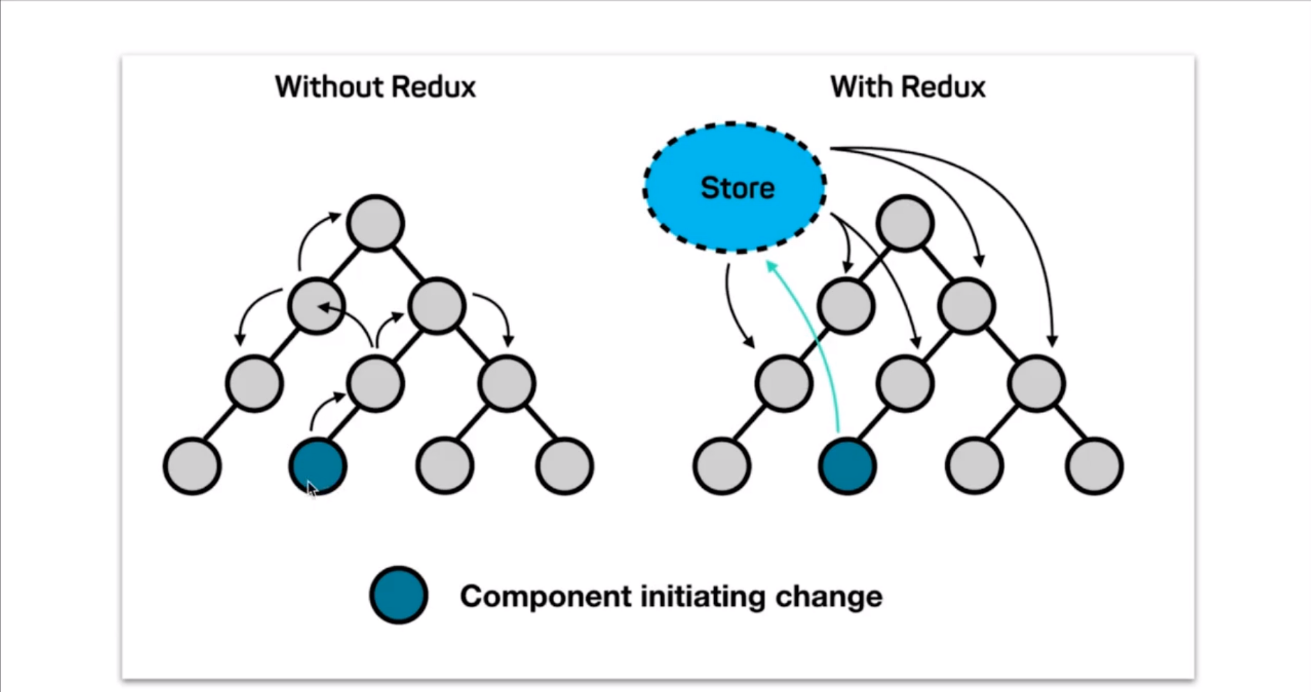 Without Redux
With Redux
Store
Component initiating change